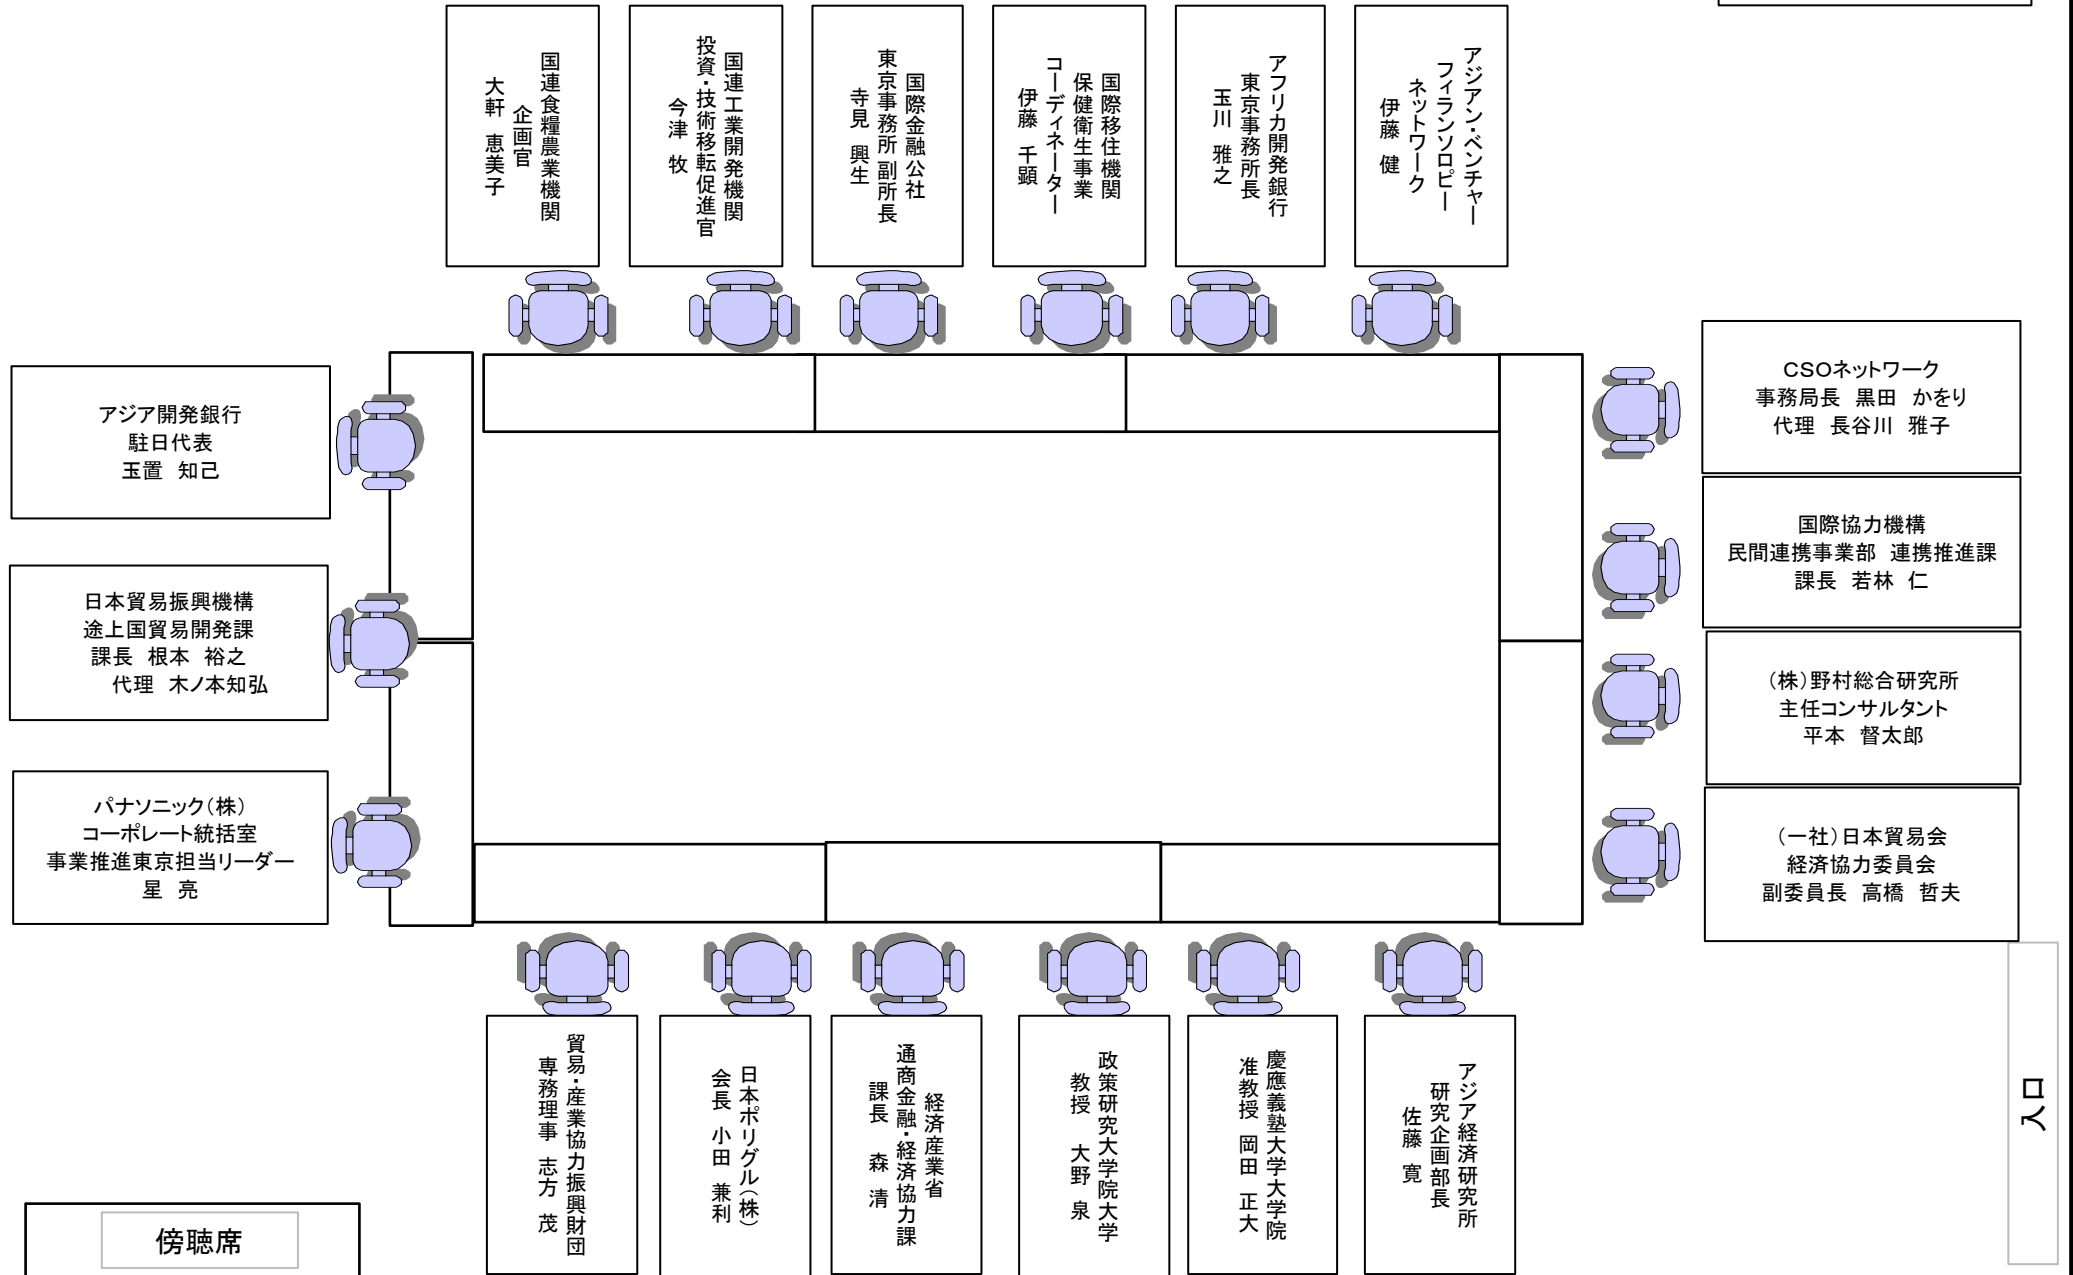 国連食糧農業機関
企画官
大軒 恵美子
国連工業開発機関
投資・技術移転促進官
今津 牧
国際金融公社
東京事務所 副所長
寺見 興生
国際移住機関
保健衛生事業
コーディネーター
伊藤 千顕
アフリカ開発銀行
東京事務所長
玉川 雅之
アジアン・ベンチャー
フィランソロピー
ネットワーク
伊藤 健
アジア開発銀行
駐日代表
玉置 知己
日本貿易振興機構
途上国貿易開発課
課長 根本 裕之
代理 木ノ本知弘
パナソニック(株)
コーポレート統括室
事業推進東京担当リーダー
星 亮
CSOネットワーク
事務局長 黒田 かをり
代理 長谷川 雅子
国際協力機構
民間連携事業部 連携推進課
課長 若林 仁
(株)野村総合研究所
主任コンサルタント
平本 督太郎
(一社)日本貿易会
経済協力委員会
副委員長 高橋 哲夫
貿易・産業協力振興財団
専務理事 志方 茂
日本ポリグル(株)
会長 小田 兼利
経済産業省
通商金融・経済協力課
課長 森 清
政策研究大学院大学
教授 大野 泉
慶應義塾大学大学院
准教授 岡田 正大
アジア経済研究所
研究企画部長
佐藤 寛
入口
傍聴席